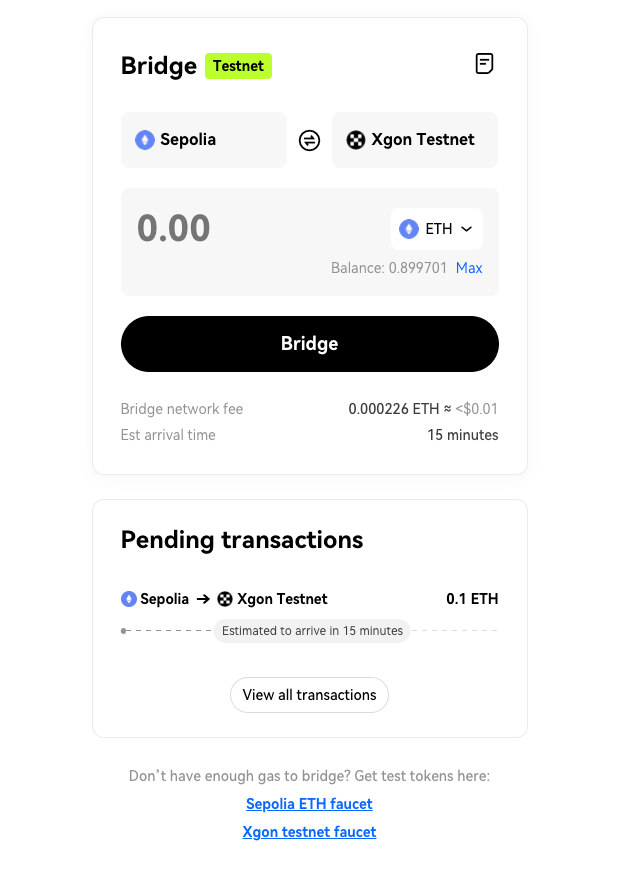 Bridge Testnet
Sepolia Xgon Testnet
0.00 ETH
Balance: 0.899701 Max
Bridge
Bridge network fee 0.000226 ETH ≈ <$0.01
Est arrival time 15 minutes
Pending transactions
Sepolia → Xgon Testnet 0.1 ETH
Estimated to arrive in 15 minutes
View all transactions
Don't have enough gas to bridge? Get test tokens here:
Sepolia ETH faucet
Xgon testnet faucet